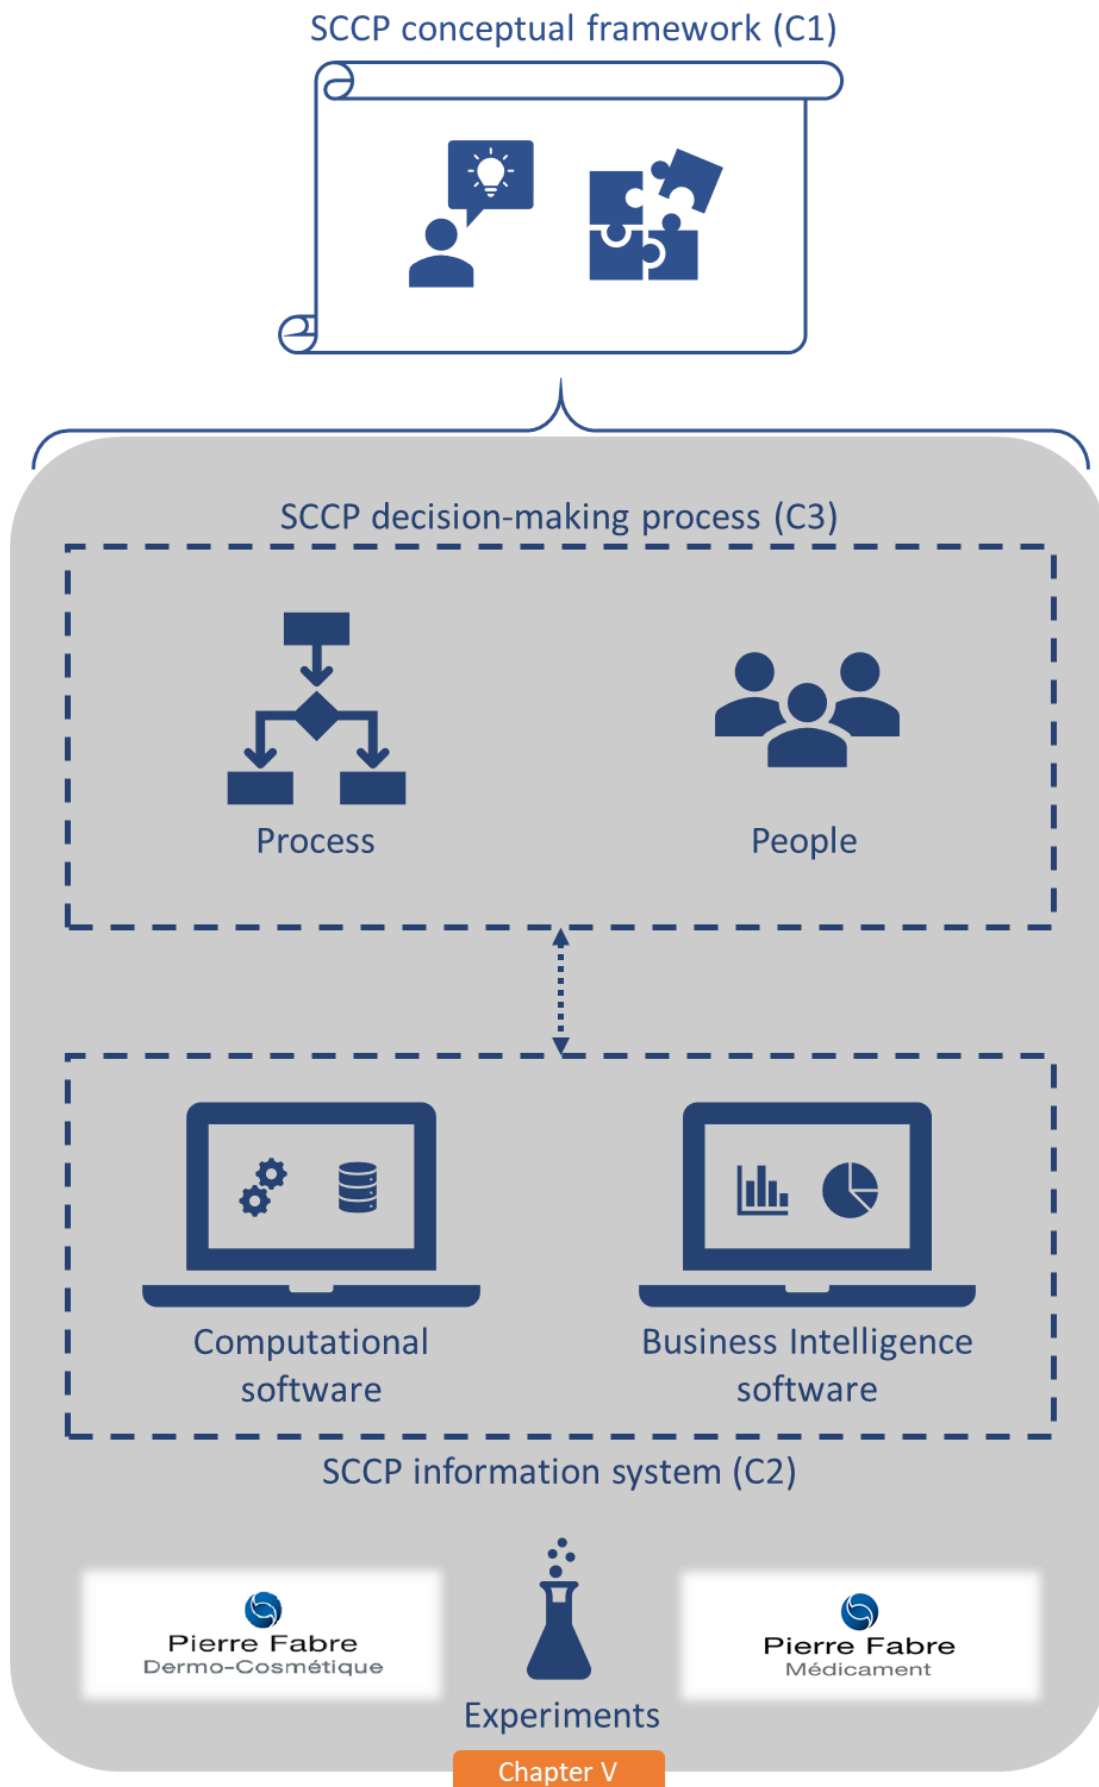 SCCP conceptual framework (C1)
SCCP decision-making process (C3)
Process
People
Computational
software
Business Intelligence
software
SCCP information system (C2)
Pierre Fabre
Dermo-Cosmétique
Pierre Fabre
Médicament
Experiments
Chapter V